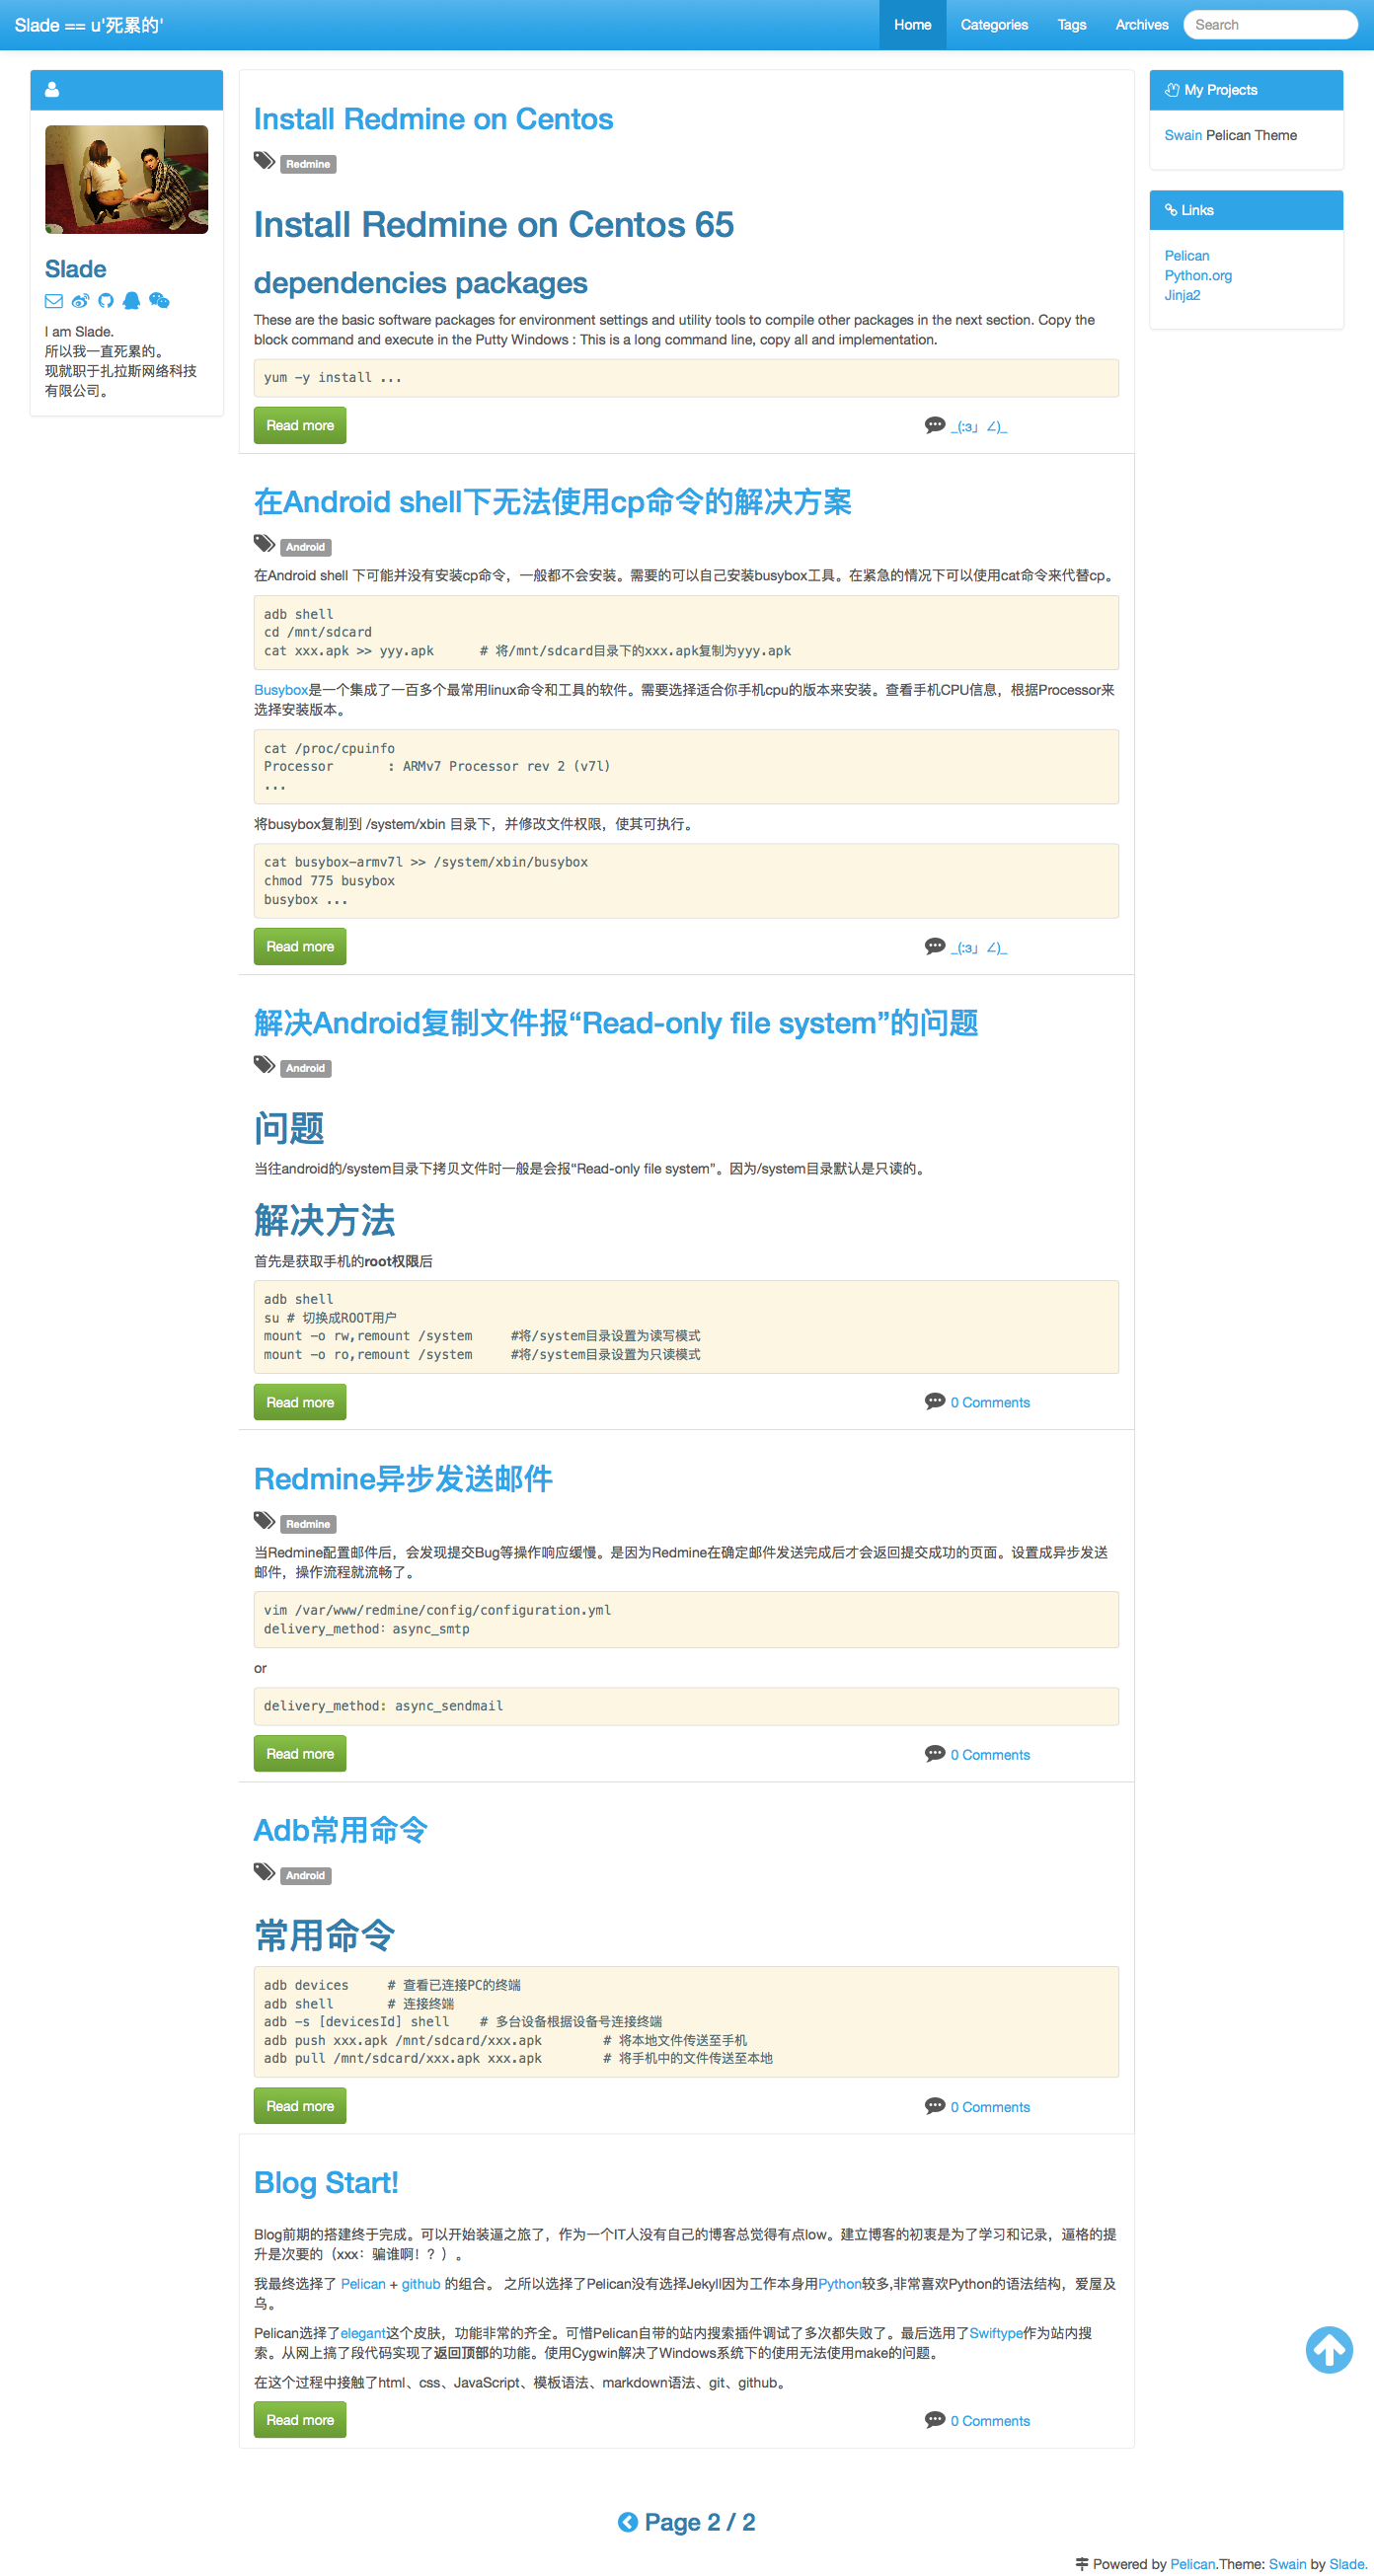 Slade == u'死累的'
Home Categories Tags Archives Search
Slade
I am Slade.
所以我一直死累的。
现就职于扎拉斯网络科技
有限公司。
Install Redmine on Centos
Redmine
Install Redmine on Centos 65
dependencies packages
These are the basic software packages for environment settings and utility tools to compile other packages in the next section. Copy the
block command and execute in the Putty Windows : This is a long command line, copy all and implementation.
yum -y install ...
Read more
_(:з」∠)_
在Android shell下无法使用cp命令的解决方案
Android
在Android shell 下可能并没有安装cp命令，一般都不会安装。需要的可以自己安装busybox工具。在紧急的情况下可以使用cat命令来代替cp。
adb shell
cd /mnt/sdcard
cat xxx.apk >> yyy.apk      # 将/mnt/sdcard目录下的xxx.apk复制为yyy.apk
Busybox是一个集成了一百多个最常用linux命令和工具的软件。需要选择适合你手机cpu的版本来安装。查看手机CPU信息，根据Processor来
选择安装版本。
cat /proc/cpuinfo
Processor       : ARMv7 Processor rev 2 (v7l)
...
将busybox复制到 /system/xbin 目录下，并修改文件权限，使其可执行。
cat busybox-armv7l >> /system/xbin/busybox
chmod 775 busybox
busybox ...
Read more
_(:з」∠)_
解决Android复制文件报“Read-only file system”的问题
Android
问题
当往android的/system目录下拷贝文件时一般是会报“Read-only file system”。因为/system目录默认是只读的。
解决方法
首先是获取手机的root权限后
adb shell
su # 切换成ROOT用户
mount -o rw,remount /system     #将/system目录设置为读写模式
mount -o ro,remount /system     #将/system目录设置为只读模式
Read more
0 Comments
Redmine异步发送邮件
Redmine
当Redmine配置邮件后，会发现提交Bug等操作响应缓慢。是因为Redmine在确定邮件发送完成后才会返回提交成功的页面。设置成异步发送
邮件，操作流程就流畅了。
vim /var/www/redmine/config/configuration.yml
delivery_method: async_smtp
or
delivery_method: async_sendmail
Read more
0 Comments
Adb常用命令
Android
常用命令
adb devices     # 查看已连接PC的终端
adb shell       # 连接终端
adb -s [devicesId] shell    # 多台设备根据设备号连接终端
adb push xxx.apk /mnt/sdcard/xxx.apk        # 将本地文件传送至手机
adb pull /mnt/sdcard/xxx.apk xxx.apk        # 将手机中的文件传送至本地
Read more
0 Comments
Blog Start!
Blog前期的搭建终于完成。可以开始装逼之旅了，作为一个IT人没有自己的博客总觉得有点low。建立博客的初衷是为了学习和记录，逼格的提
升是次要的（xxx：骗谁啊！？）。
我最终选择了 Pelican + github 的组合。 之所以选择了Pelican没有选择Jekyll因为工作本身用Python较多,非常喜欢Python的语法结构，爱屋及
乌。
Pelican选择了elegant这个皮肤，功能非常的齐全。可惜Pelican自带的站内搜索插件调试了多次都失败了。最后选用了Swiftype作为站内搜
索。从网上搞了段代码实现了返回顶部的功能。使用Cygwin解决了Windows系统下的使用无法使用make的问题。
在这个过程中接触了html、css、JavaScript、模板语法、markdown语法、git、github。
Read more
0 Comments
My Projects
Swain Pelican Theme
Links
Pelican
Python.org
Jinja2
Page 2 / 2
Powered by Pelican.Theme: Swain by Slade.